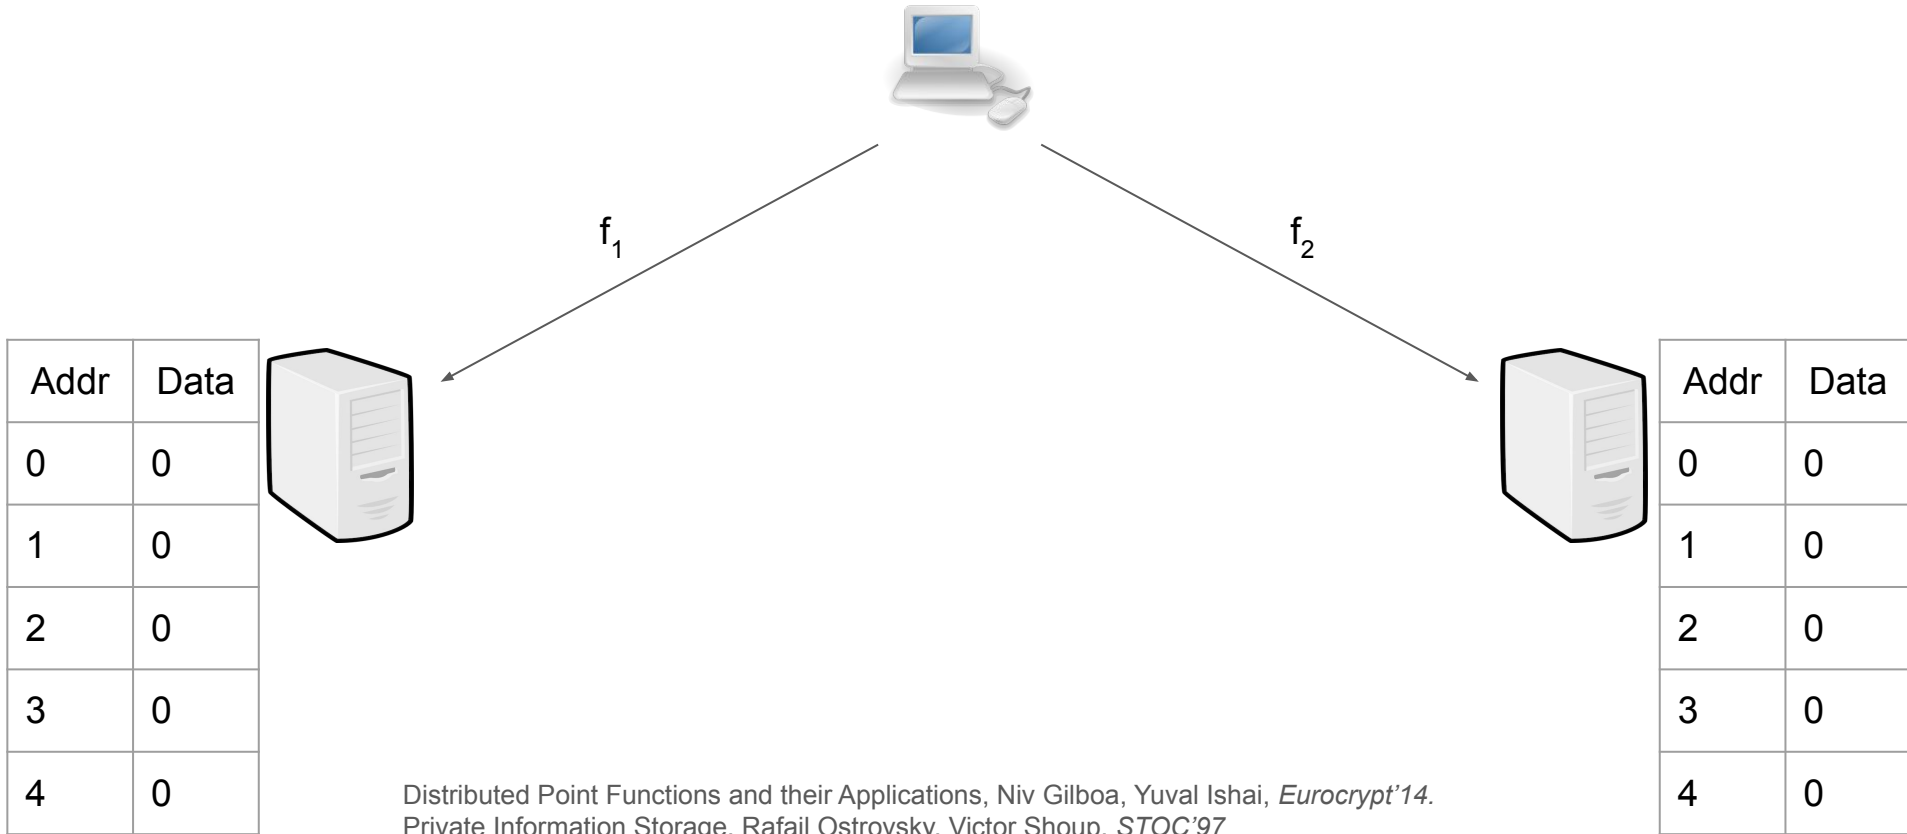 f1
f2
Addr Data
0 0
1 0
2 0
3 0
4 0
Addr Data
0 0
1 0
2 0
3 0
4 0
Distributed Point Functions and their Applications, Niv Gilboa, Yuval Ishai, Eurocrypt’14.
Private Information Storage, Rafail Ostrovsky, Victor Shoup, STOC’97